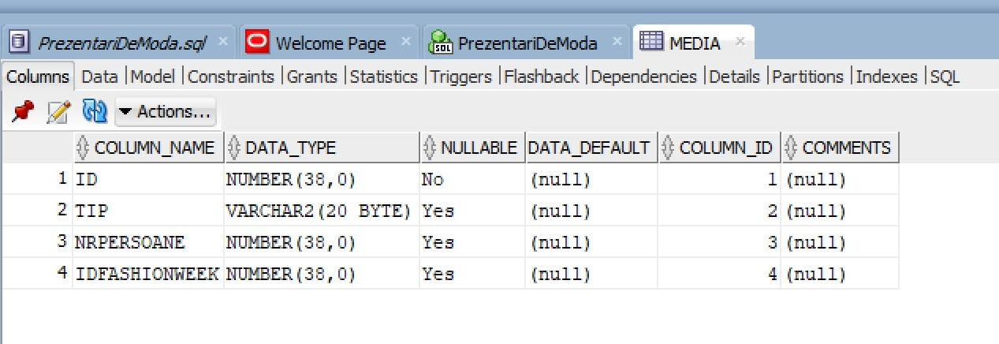 PrezentariDeModa.sql × Welcome Page × SQL PrezentariDeModa × MEDIA ×
Columns Data |Model |Constraints |Grants |Statistics |Triggers |Flashback |Dependencies |Details |Partitions |Indexes |SQL
Actions...
COLUMN_NAME DATA_TYPE NULLABLE DATA_DEFAULT COLUMN_ID COMMENTS
1 ID NUMBER(38,0) No (null) 1 (null)
2 TIP VARCHAR2(20 BYTE) Yes (null) 2 (null)
3 NRPERSOANE NUMBER(38,0) Yes (null) 3 (null)
4 IDFASHIONWEEK NUMBER(38,0) Yes (null) 4 (null)